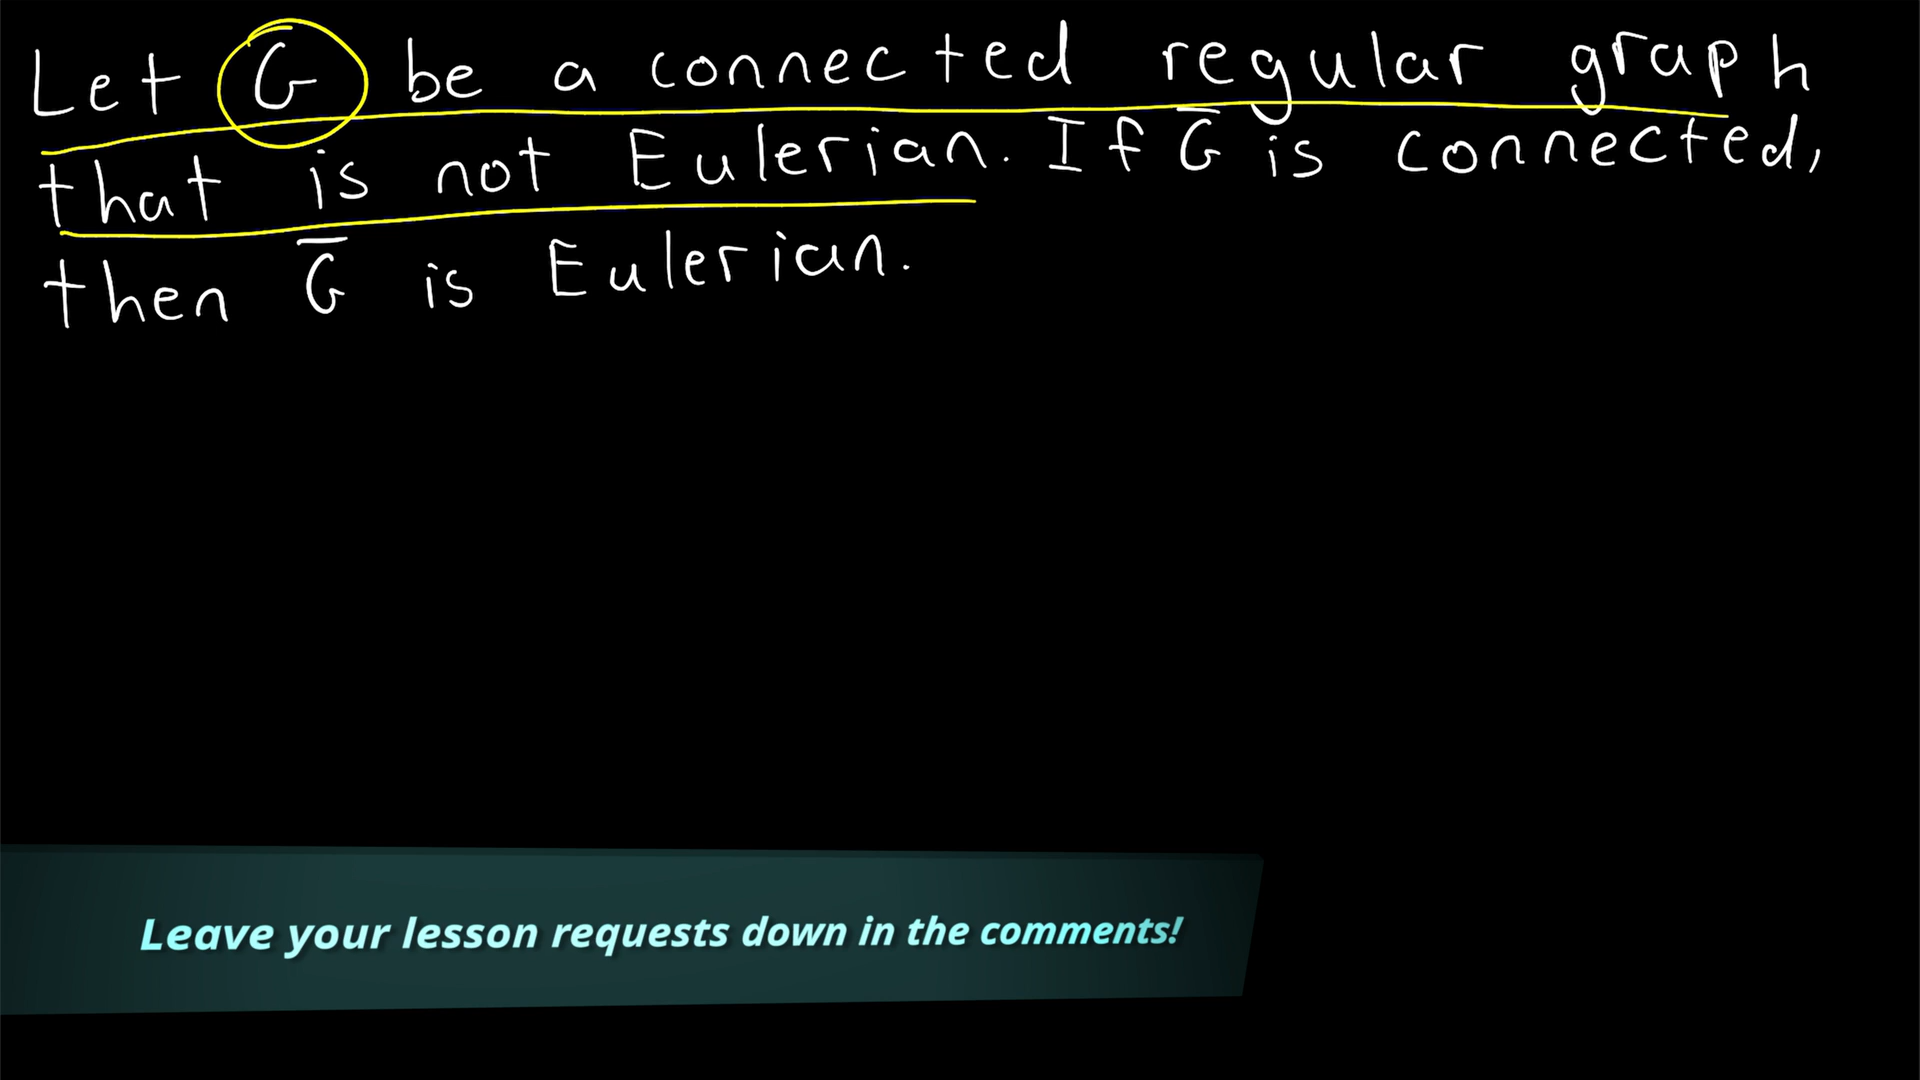 Let G be a connected regular graph
that is not Eulerian. If G̅ is connected,
then G̅ is Eulerian.
Leave your lesson requests down in the comments!